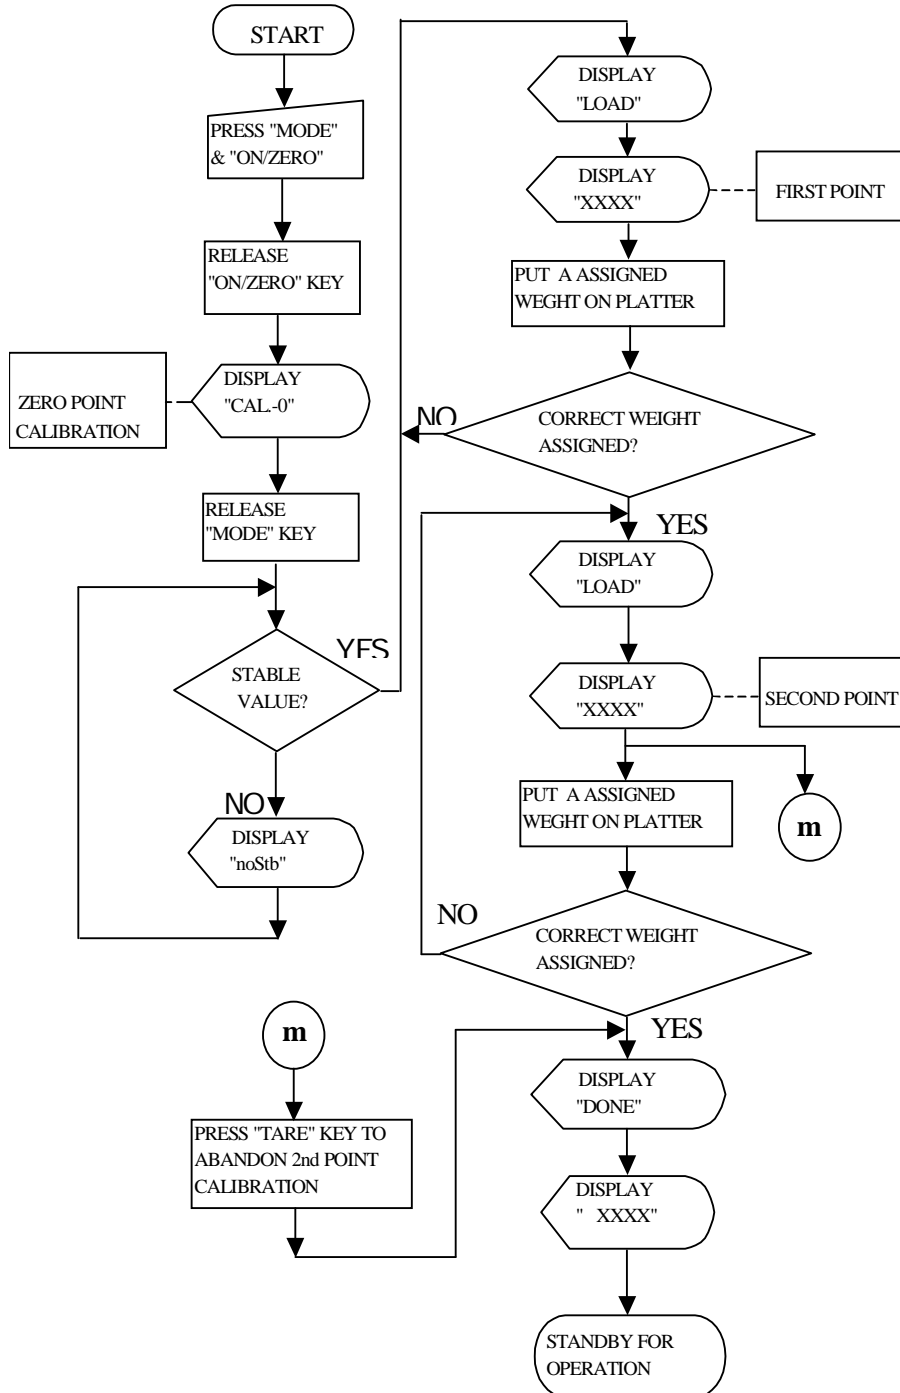 START
PRESS "MODE"
& "ON/ZERO"
RELEASE
"ON/ZERO" KEY
DISPLAY
"CAL.-0"
ZERO POINT
CALIBRATION
RELEASE
"MODE" KEY
STABLE
VALUE?
YES
NO
DISPLAY
"noStb"
DISPLAY
"LOAD"
DISPLAY
"XXXX"
FIRST POINT
PUT A ASSIGNED
WEGHT ON PLATTER
CORRECT WEIGHT
ASSIGNED?
NO
YES
DISPLAY
"LOAD"
DISPLAY
"XXXX"
SECOND POINT
PUT A ASSIGNED
WEGHT ON PLATTER
m
CORRECT WEIGHT
ASSIGNED?
NO
YES
m
PRESS "TARE" KEY TO
ABANDON 2nd POINT
CALIBRATION
DISPLAY
"DONE"
DISPLAY
" XXXX"
STANDBY FOR
OPERATION